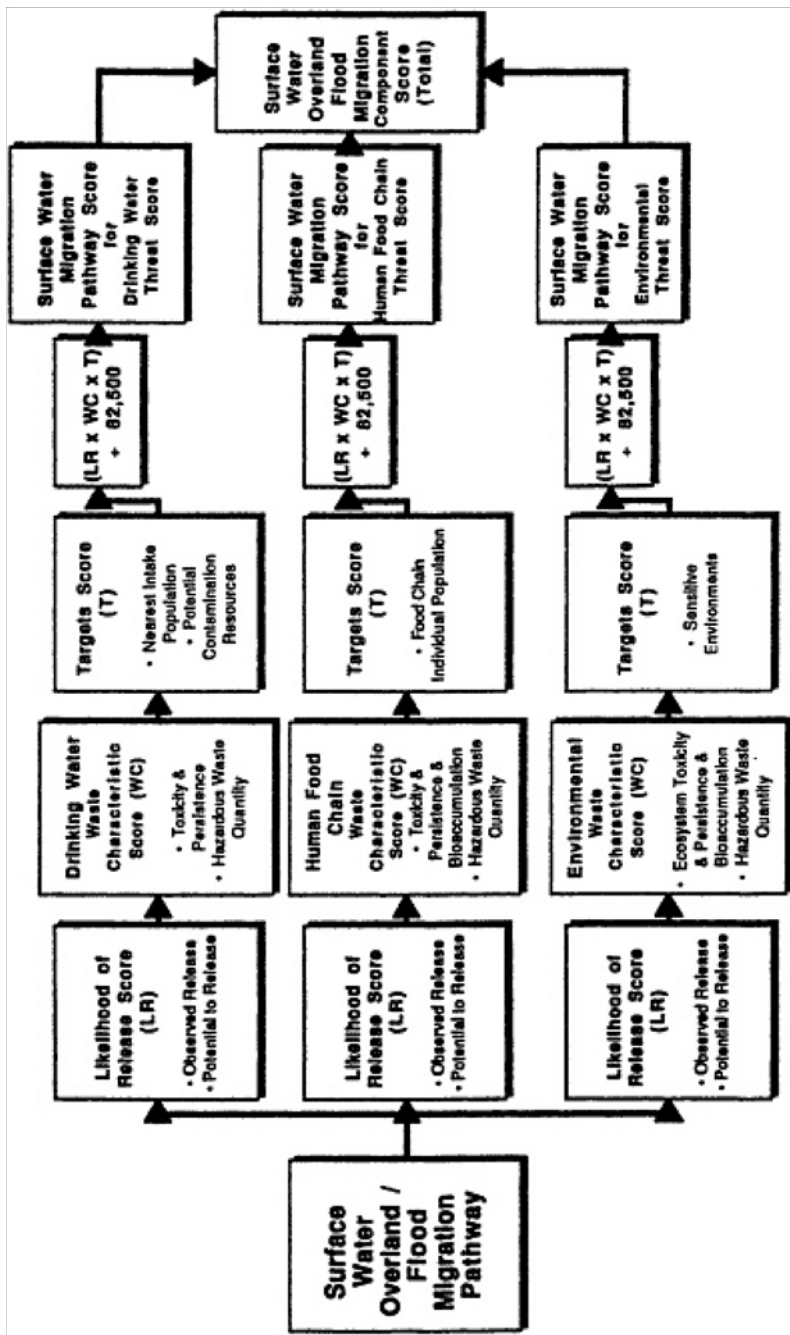 Surface
Water
Overland /
Flood
Migration
Pathway
Likelihood of
Release Score
(LR)
• Observed Release
• Potential to Release
Drinking Water
Waste
Characteristic
Score (WC)
• Toxicity &
Persistence
• Hazardous Waste
Quantity
Targets Score
(T)
• Nearest Intake
Population
• Potential
Contamination
Resources
(LR x WC x T)
÷ 82,500
Surface Water
Migration
Pathway Score
for
Drinking Water
Threat Score
Likelihood of
Release Score
(LR)
• Observed Release
• Potential to Release
Human Food
Chain
Waste
Characteristic
Score (WC)
• Toxicity &
Persistence &
Bioaccumulation
• Hazardous Waste
Quantity
Targets Score
(T)
• Food Chain
Individual Population
(LR x WC x T)
÷ 82,500
Surface Water
Migration
Pathway Score
for
Human Food Chain
Threat Score
Likelihood of
Release Score
(LR)
• Observed Release
• Potential to Release
Environmental
Waste
Characteristic
Score (WC)
• Ecosystem Toxicity
& Persistence &
Bioaccumulation
• Hazardous Waste
Quantity
Targets Score
(T)
• Sensitive
Environments
(LR x WC x T)
÷ 82,500
Surface Water
Migration
Pathway Score
for
Environmental
Threat Score
Surface
Water
Overland
Flood
Migration
Component
Score
(Total)